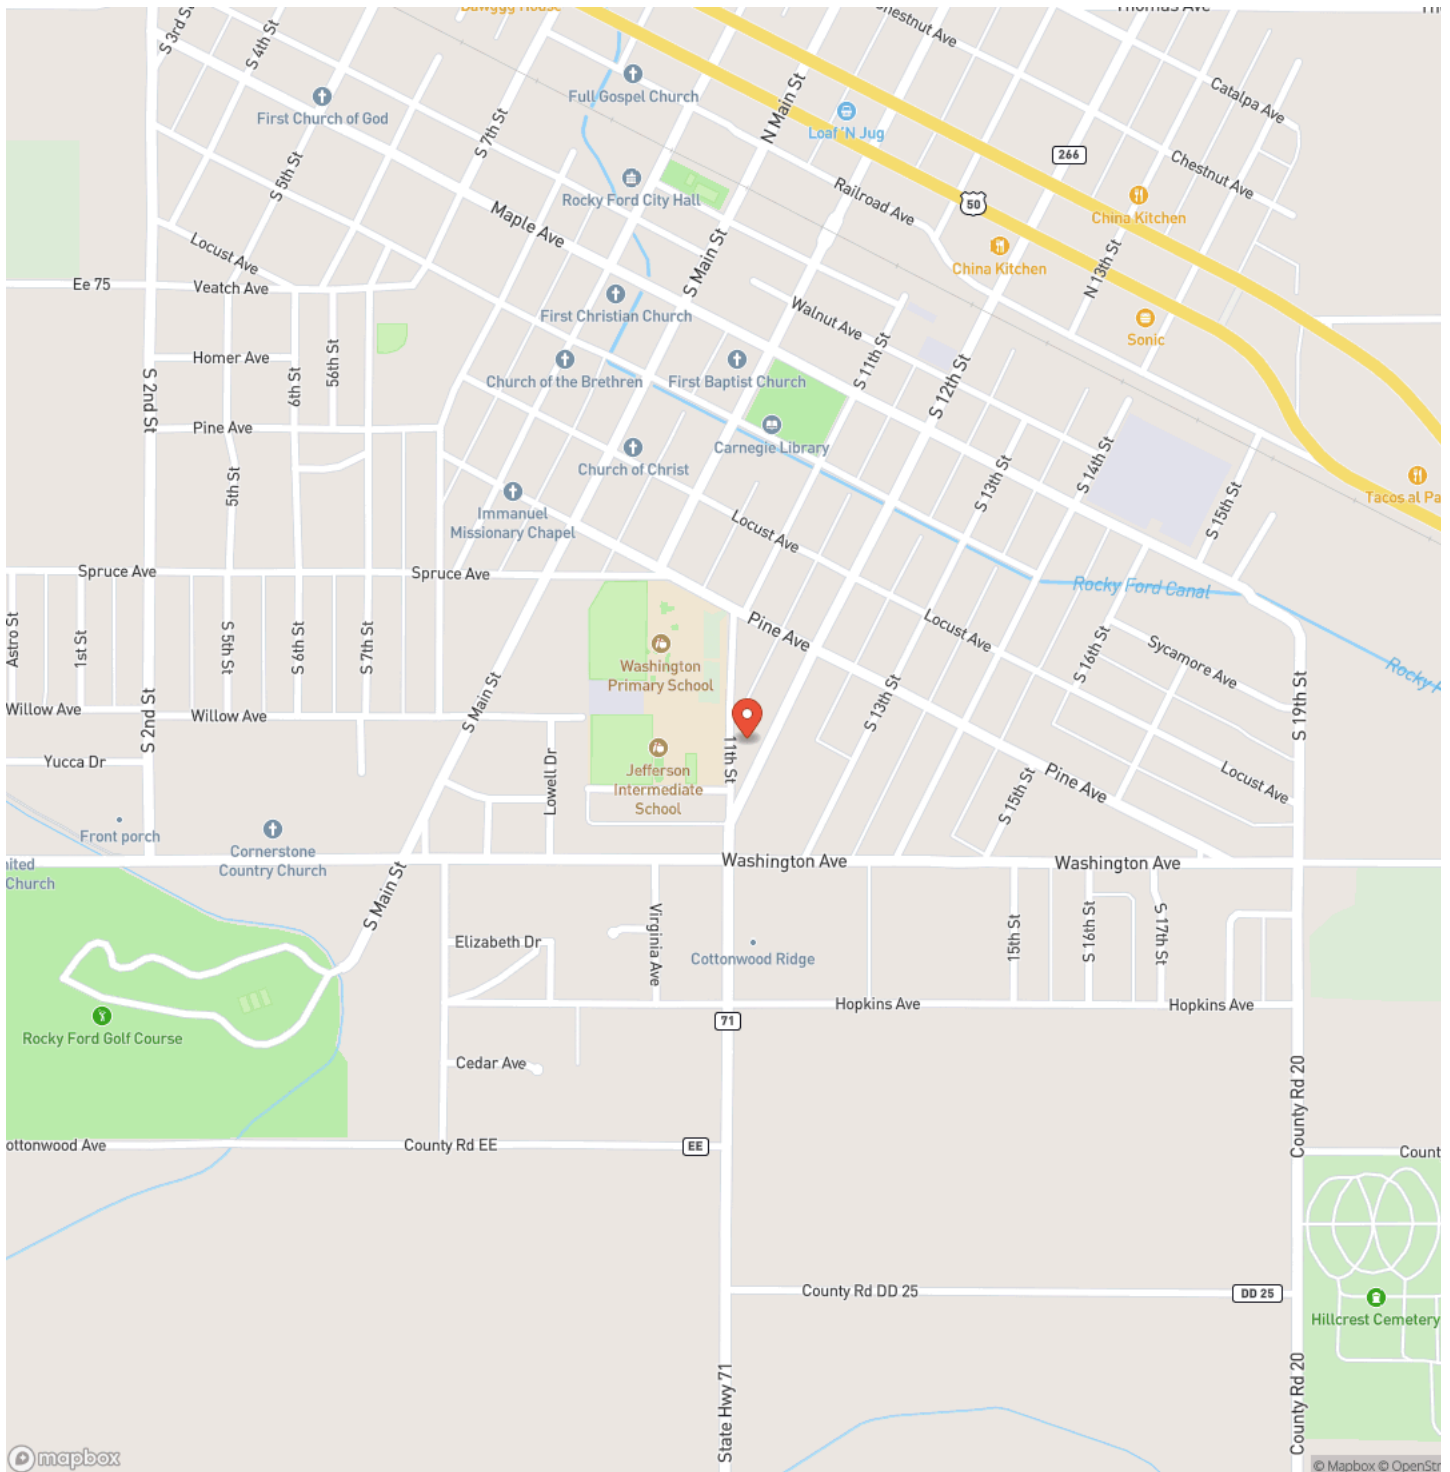 Dawggg House
Thomas Ave
S 3rd St
S 4th St
Chestnut Ave
Full Gospel Church
N Main St
Catalpa Ave
First Church of God
S 7th St
Loaf 'N Jug
266
Chestnut Ave
S 5th St
Rocky Ford City Hall
Railroad Ave
50
China Kitchen
Maple Ave
China Kitchen
N 13th St
Locust Ave
S Main St
Ee 75
Veatch Ave
First Christian Church
Walnut Ave
Sonic
Homer Ave
56th St
6th St
S 2nd St
Church of the Brethren
First Baptist Church
S 11th St
S 12th St
Pine Ave
Carnegie Library
Church of Christ
5th St
S 13th St
S 14th St
S 15th St
Tacos al Pa
Immanuel
Missionary Chapel
Locust Ave
Spruce Ave
Spruce Ave
Rocky Ford Canal
Astro St
1st St
S 5th St
S 6th St
S 7th St
Pine Ave
Locust Ave
S 16th St
Sycamore Ave
Washington
Primary School
Rocky F
S 2nd St
Willow Ave
Willow Ave
S Main St
S 13th St
S 19th St
Yucca Dr
Lowell Dr
11th St
Jefferson
Intermediate
School
S 15th St
Pine Ave
Locust Ave
Front porch
Cornerstone
Country Church
nited
Church
Washington Ave
Washington Ave
S Main St
Elizabeth Dr
Virginia Ave
Cottonwood Ridge
15th St
S 16th St
S 17th St
Hopkins Ave
Hopkins Ave
71
Rocky Ford Golf Course
Cedar Ave
County Rd 20
ottonwood Ave
County Rd EE
EE
Count
County Rd DD 25
DD 25
Hillcrest Cemetery
State Hwy 71
County Rd 20
mapbox
© Mapbox © OpenStr